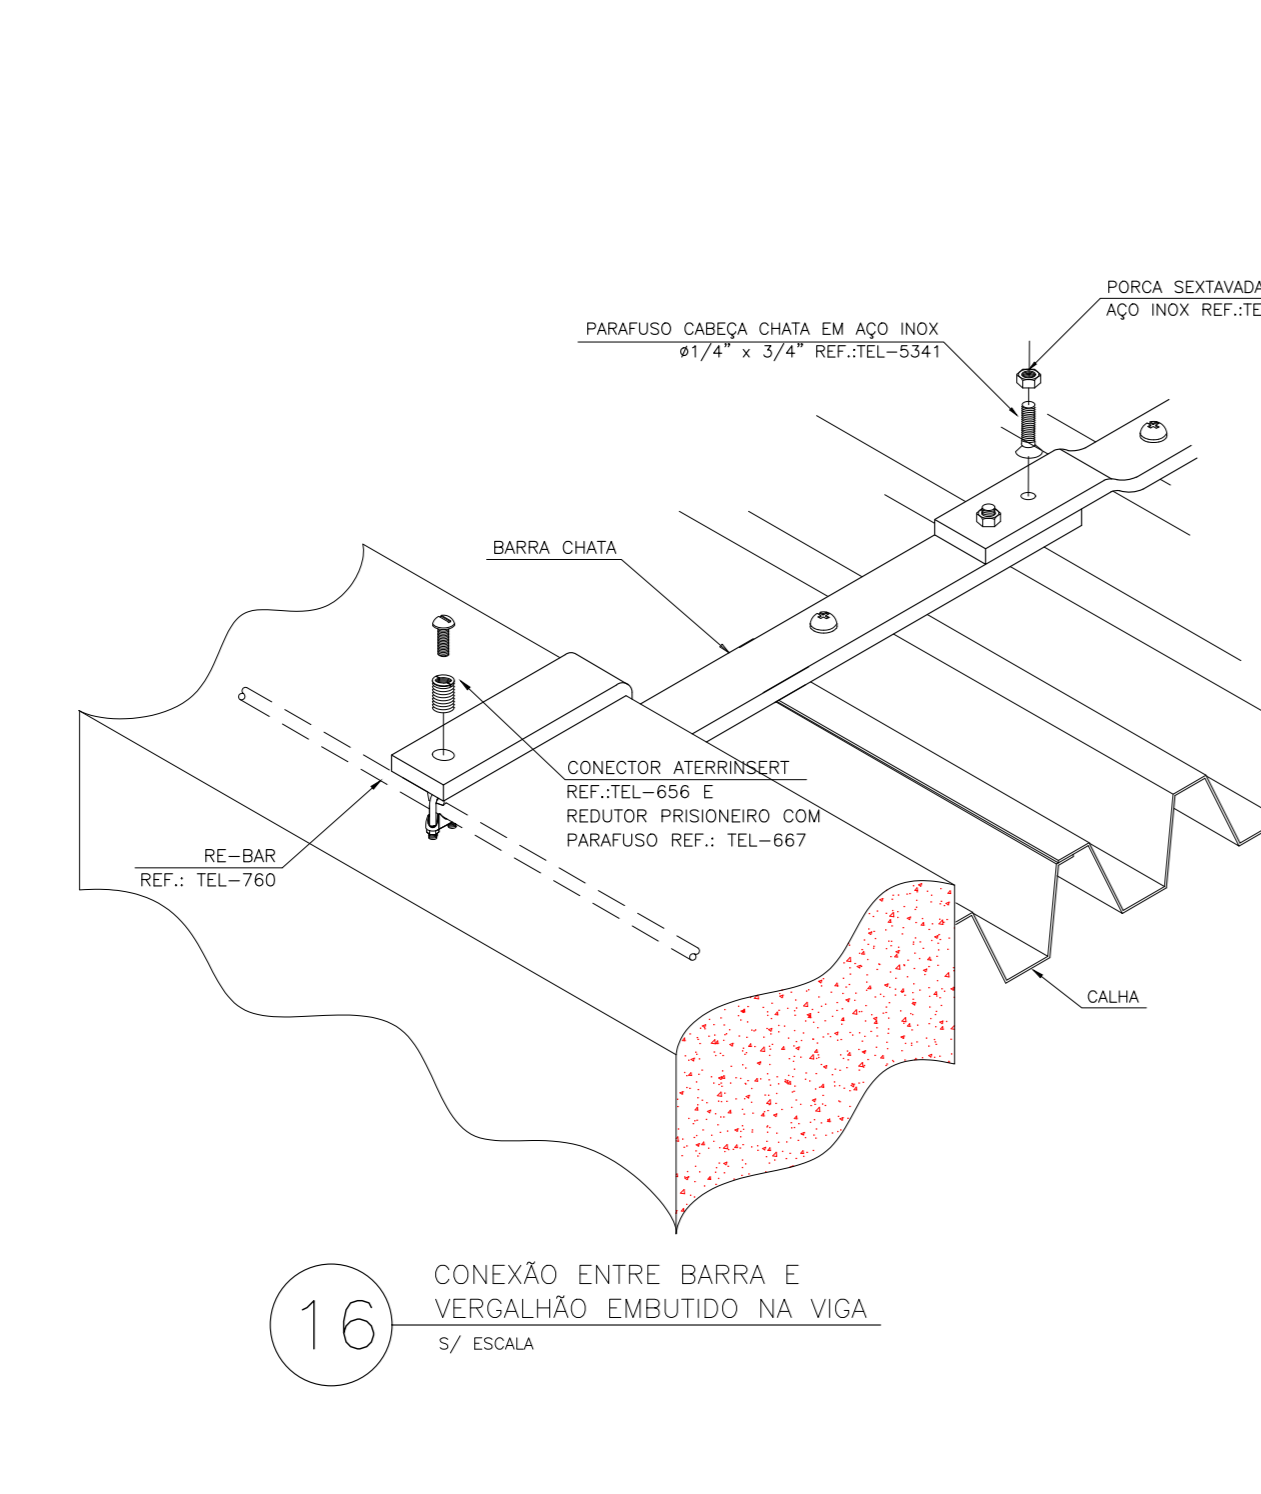 PORCA SEXTAVADA
AÇO INOX REF.:TE
PARAFUSO CABEÇA CHATA EM AÇO INOX
ø1/4” x 3/4” REF.:TEL-5341
BARRA CHATA
CONECTOR ATERRINSERT
REF.:TEL-656 E
REDUTOR PRISIONEIRO COM
PARAFUSO REF.: TEL-667
RE-BAR
REF.: TEL-760
CALHA
16
CONEXÃO ENTRE BARRA E
VERGALHÃO EMBUTIDO NA VIGA
S/ ESCALA